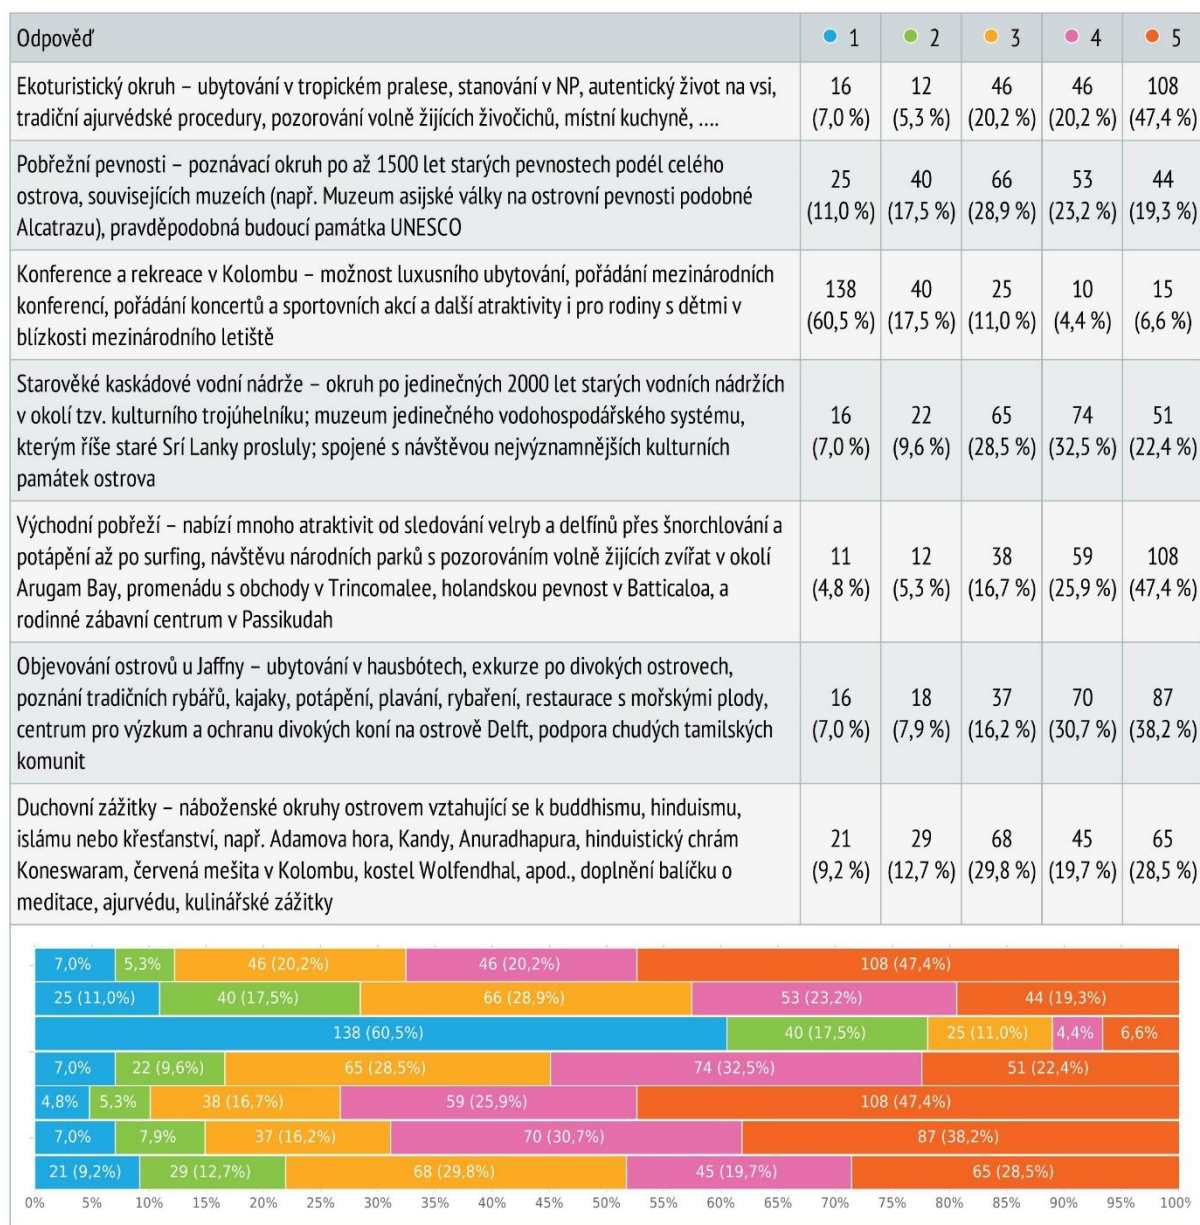 Odpověď 1 2 3 4 5
Ekoturistický okruh – ubytování v tropickém pralese, stanování v NP, autentický život na vsi,
tradiční ajurvédské procedury, pozorování volně žijících živočichů, místní kuchyně, ....
16 12 46 46 108
(7,0 %) (5,3 %) (20,2 %) (20,2 %) (47,4 %)
Pobřežní pevnosti – poznávací okruh po až 1500 let starých pevnostech podél celého
ostrova, souvisejících muzeích (např. Muzeum asijské války na ostrovní pevnosti podobné
Alcatrazu), pravděpodobná budoucí památka UNESCO
25 40 66 53 44
(11,0 %) (17,5 %) (28,9 %) (23,2 %) (19,3 %)
Konference a rekreace v Kolombu – možnost luxusního ubytování, pořádání mezinárodních
konferencí, pořádání koncertů a sportovních akcí a další atraktivity i pro rodiny s dětmi v
blízkosti mezinárodního letiště
138 40 25 10 15
(60,5 %) (17,5 %) (11,0 %) (4,4 %) (6,6 %)
Starověké kaskádové vodní nádrže – okruh po jedinečných 2000 let starých vodních nádržích
v okolí tzv. kulturního trojúhelníku; muzeum jedinečného vodohospodářského systému,
kterým říše staré Srí Lanky prosluly; spojené s návštěvou nejvýznamnějších kulturních
památek ostrova
16 22 65 74 51
(7,0 %) (9,6 %) (28,5 %) (32,5 %) (22,4 %)
Východní pobřeží – nabízí mnoho atraktivit od sledování velryb a delfínů přes šnorchlování a
potápění až po surfing, návštěvu národních parků s pozorováním volně žijících zvířat v okolí
Arugam Bay, promenádu s obchody v Trincomalee, holandskou pevnost v Batticaloa, a
rodinné zábavní centrum v Passikudah
11 12 38 59 108
(4,8 %) (5,3 %) (16,7 %) (25,9 %) (47,4 %)
Objevování ostrovů u Jaffny – ubytování v hausbótech, exkurze po divokých ostrovech,
poznání tradičních rybářů, kajaky, potápění, plavání, rybaření, restaurace s mořskými plody,
centrum pro výzkum a ochranu divokých koní na ostrově Delft, podpora chudých tamilských
komunit
16 18 37 70 87
(7,0 %) (7,9 %) (16,2 %) (30,7 %) (38,2 %)
Duchovní zážitky – náboženské okruhy ostrovem vztahující se k buddhismu, hinduismu,
islámu nebo křesťanství, např. Adamova hora, Kandy, Anuradhapura, hinduistický chrám
Koneswaram, červená mešita v Kolombu, kostel Wolfendhal, apod., doplnění balíčku o
meditace, ajurvédu, kulinářské zážitky
21 29 68 45 65
(9,2 %) (12,7 %) (29,8 %) (19,7 %) (28,5 %)
7,0% 5,3% 46 (20,2%) 46 (20,2%) 108 (47,4%)
25 (11,0%) 40 (17,5%) 66 (28,9%) 53 (23,2%) 44 (19,3%)
138 (60,5%) 40 (17,5%) 25 (11,0%) 4,4% 6,6%
7,0% 22 (9,6%) 65 (28,5%) 74 (32,5%) 51 (22,4%)
4,8% 5,3% 38 (16,7%) 59 (25,9%) 108 (47,4%)
7,0% 7,9% 37 (16,2%) 70 (30,7%) 87 (38,2%)
21 (9,2%) 29 (12,7%) 68 (29,8%) 45 (19,7%) 65 (28,5%)
0% 5% 10% 15% 20% 25% 30% 35% 40% 45% 50% 55% 60% 65% 70% 75% 80% 85% 90% 95% 100%